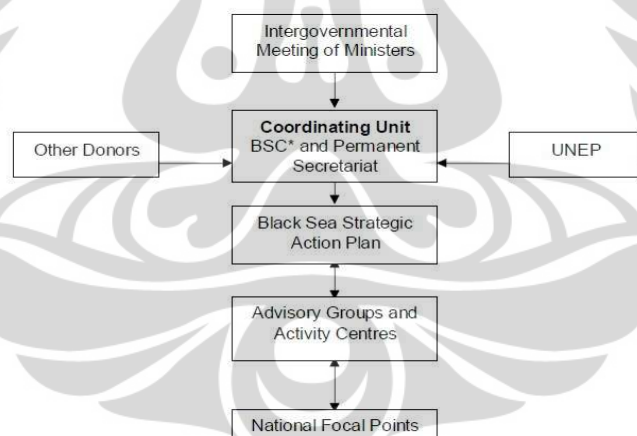 Intergovernmental
Meeting of Ministers
Coordinating Unit
BSC* and Permanent
Secretariat
Other Donors
UNEP
Black Sea Strategic
Action Plan
Advisory Groups and
Activity Centres
National Focal Points